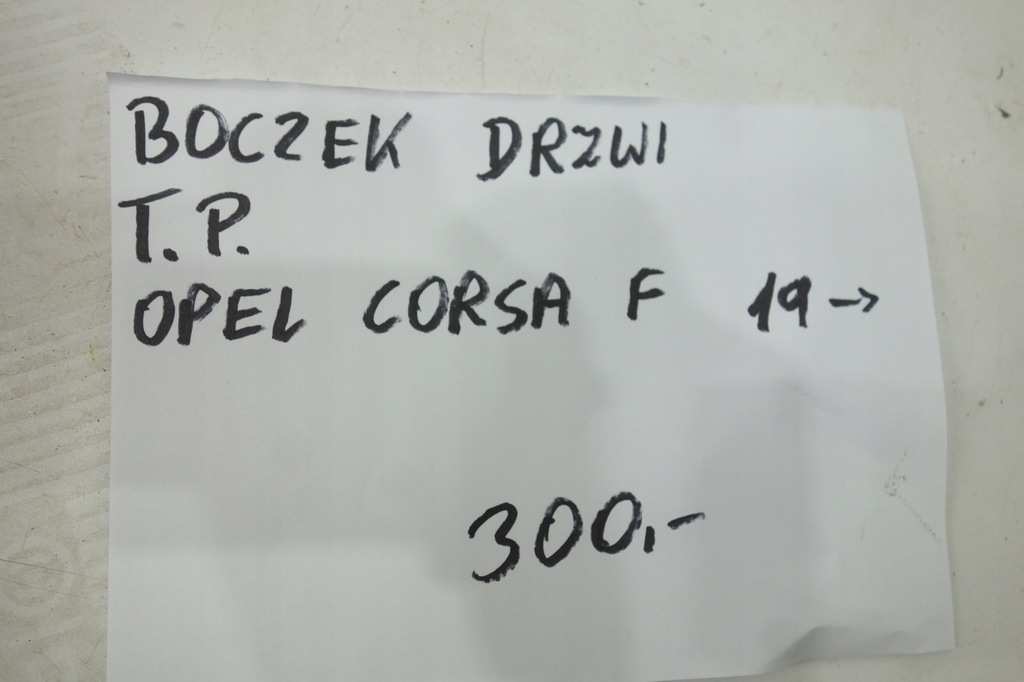 BOCZEK DRZWI
T.P.
OPEL CORSA F 19->
300,-